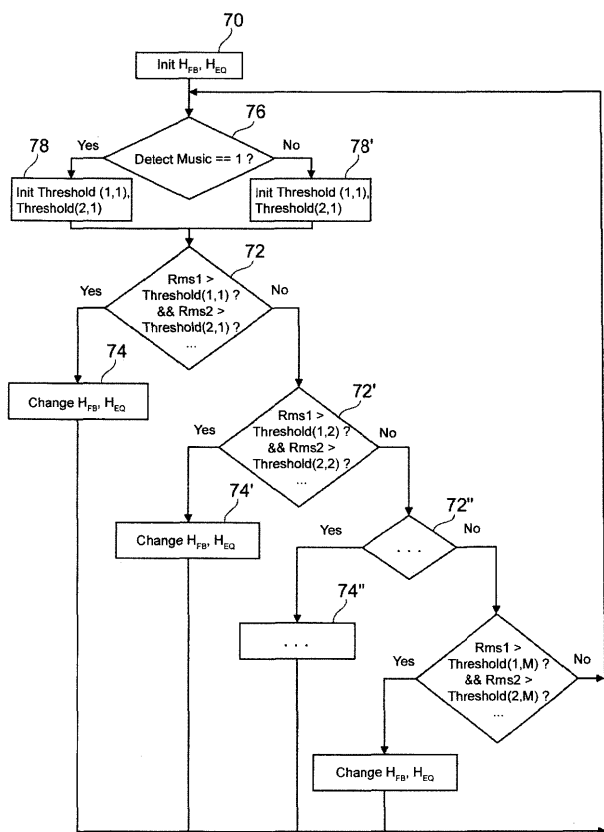 70
Init H_FB, H_EQ
76
Yes
No
Detect Music == 1 ?
78
78'
Init Threshold (1,1),
Threshold(2,1)
Init Threshold (1,1),
Threshold(2,1)
72
Yes
No
Rms1 >
Threshold(1,1) ?
&& Rms2 >
Threshold(2,1) ?
...
74
Change H_FB, H_EQ
72'
Yes
No
Rms1 >
Threshold(1,2) ?
&& Rms2 >
Threshold(2,2) ?
...
74'
Change H_FB, H_EQ
72"
Yes
No
. . .
74"
. . .
Yes
No
Rms1 >
Threshold(1,M) ?
&& Rms2 >
Threshold(2,M) ?
...
Change H_FB, H_EQ